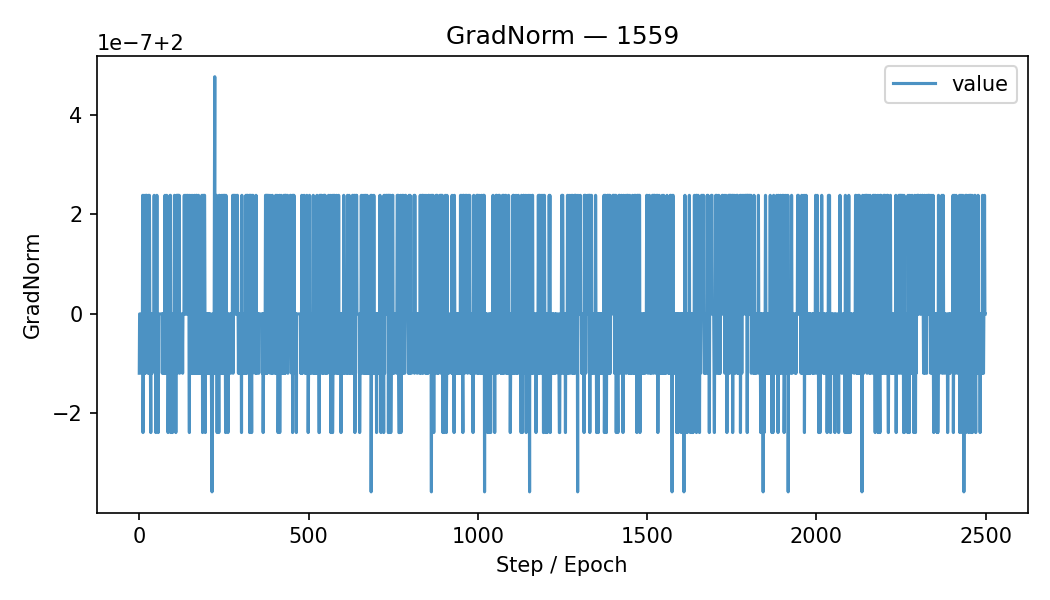 GradNorm — 1559
1e−7+2
value
4
2
0
−2
GradNorm
0
500
1000
1500
2000
2500
Step / Epoch